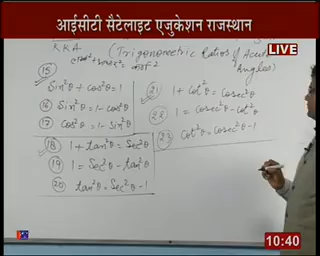 आईसीटी सैटेलाइट एजुकेशन राजस्थान
LIVE
KKA
(Trigonometric Ratios of Acute Angles)
(15)
Sin²θ + cos²θ = 1
(16) Sin²θ = 1 - cos²θ
(17) Cos²θ = 1 - Sin²θ
(18) 1 + tan²θ = Sec²θ
(19) 1 = Sec²θ - tan²θ
(20) tan²θ = Sec²θ - 1
(21) 1 + cot²θ = cosec²θ
(22) 1 = cosec²θ - cot²θ
(23) cot²θ = cosec²θ - 1
10:40